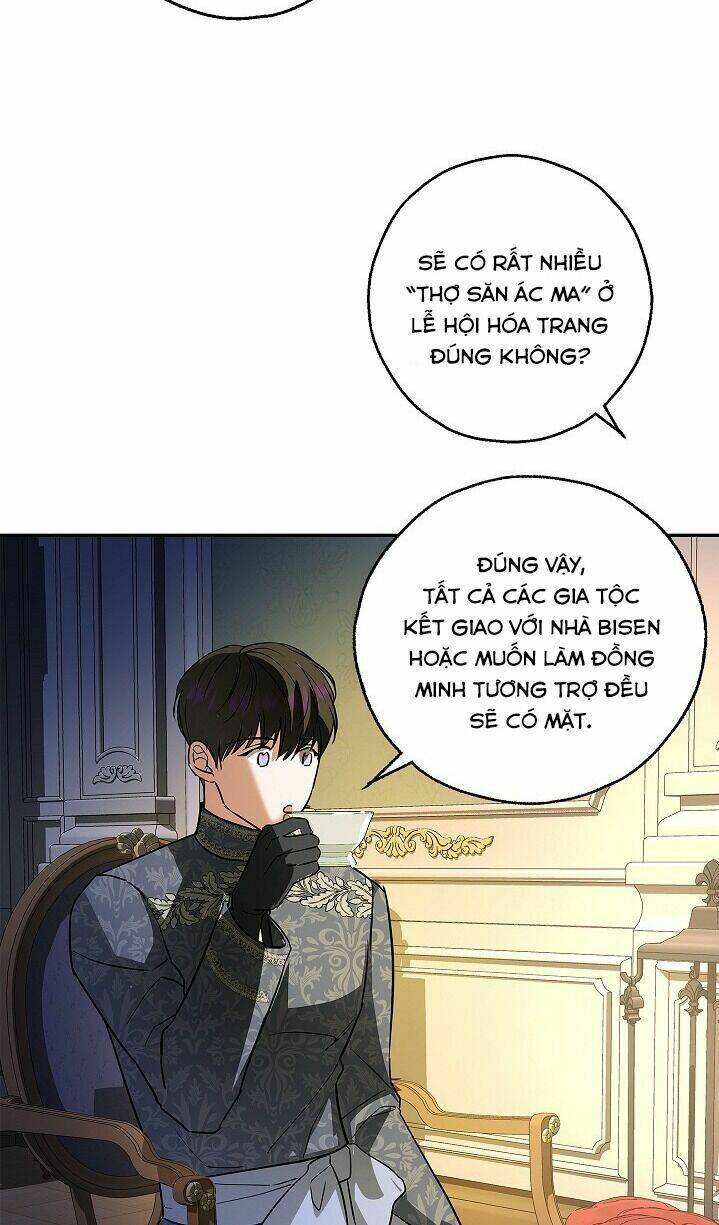 SẼ CÓ RẤT NHIỀU
“THỢ SĂN ÁC MA” Ở
LỄ HỘI HÓA TRANG
ĐÚNG KHÔNG?
ĐÚNG VẬY,
TẤT CẢ CÁC GIA TỘC
KẾT GIAO VỚI NHÀ BISEN
HOẶC MUỐN LÀM ĐỒNG
MINH TƯƠNG TRỢ ĐỀU
SẼ CÓ MẶT.